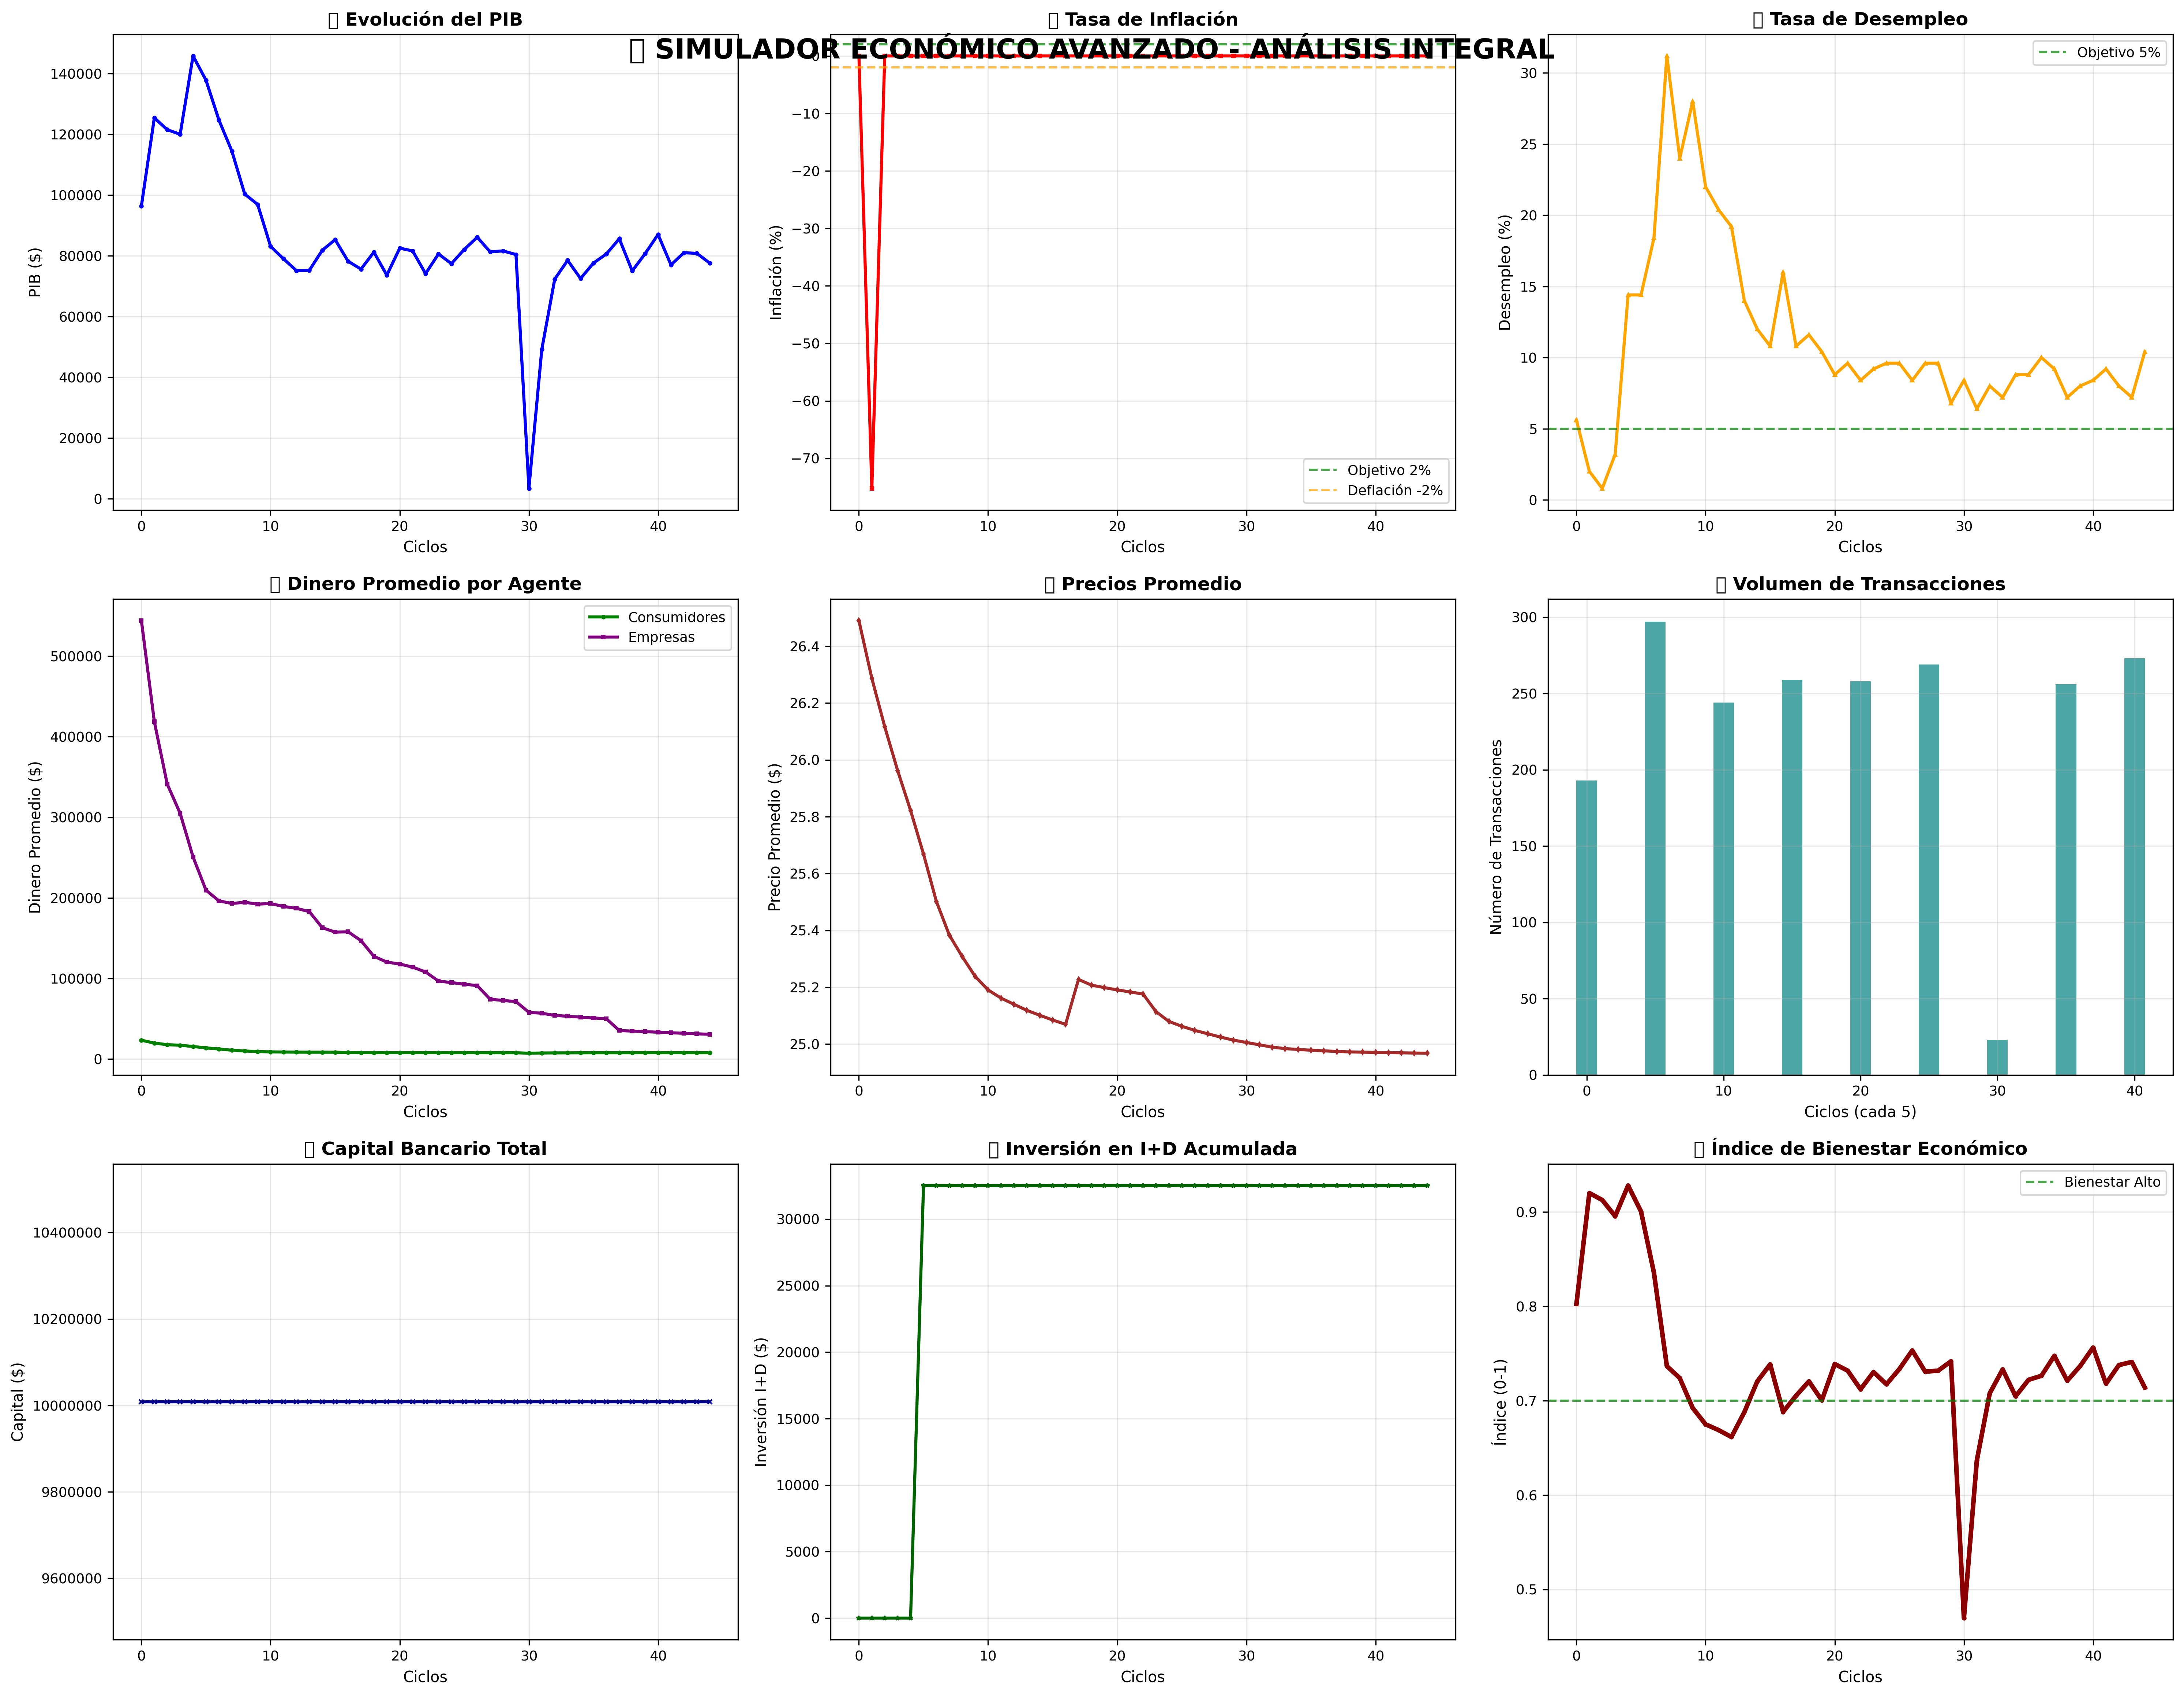 Evolución del PIB
Tasa de Inflación
Tasa de Desempleo
SIMULADOR ECONÓMICO AVANZADO - ANÁLISIS INTEGRAL
PIB ($)
140000
120000
100000
80000
60000
40000
20000
0
0 10 20 30 40
Ciclos
Inflación (%)
−10
−20
−30
−40
−50
−60
−70
Objetivo 2%
Deflación -2%
0 10 20 30 40
Ciclos
Desempleo (%)
Objetivo 5%
30
25
20
15
10
5
0
0 10 20 30 40
Ciclos
Dinero Promedio por Agente
Dinero Promedio ($)
Consumidores
Empresas
500000
400000
300000
200000
100000
0
0 10 20 30 40
Ciclos
Precios Promedio
Precio Promedio ($)
26.4
26.2
26.0
25.8
25.6
25.4
25.2
25.0
0 10 20 30 40
Ciclos
Volumen de Transacciones
Número de Transacciones
300
250
200
150
100
50
0
0 10 20 30 40
Ciclos (cada 5)
Capital Bancario Total
Capital ($)
10400000
10200000
10000000
9800000
9600000
0 10 20 30 40
Ciclos
Inversión en I+D Acumulada
Inversión I+D ($)
30000
25000
20000
15000
10000
5000
0
0 10 20 30 40
Ciclos
Índice de Bienestar Económico
Índice (0-1)
Bienestar Alto
0.9
0.8
0.7
0.6
0.5
0 10 20 30 40
Ciclos